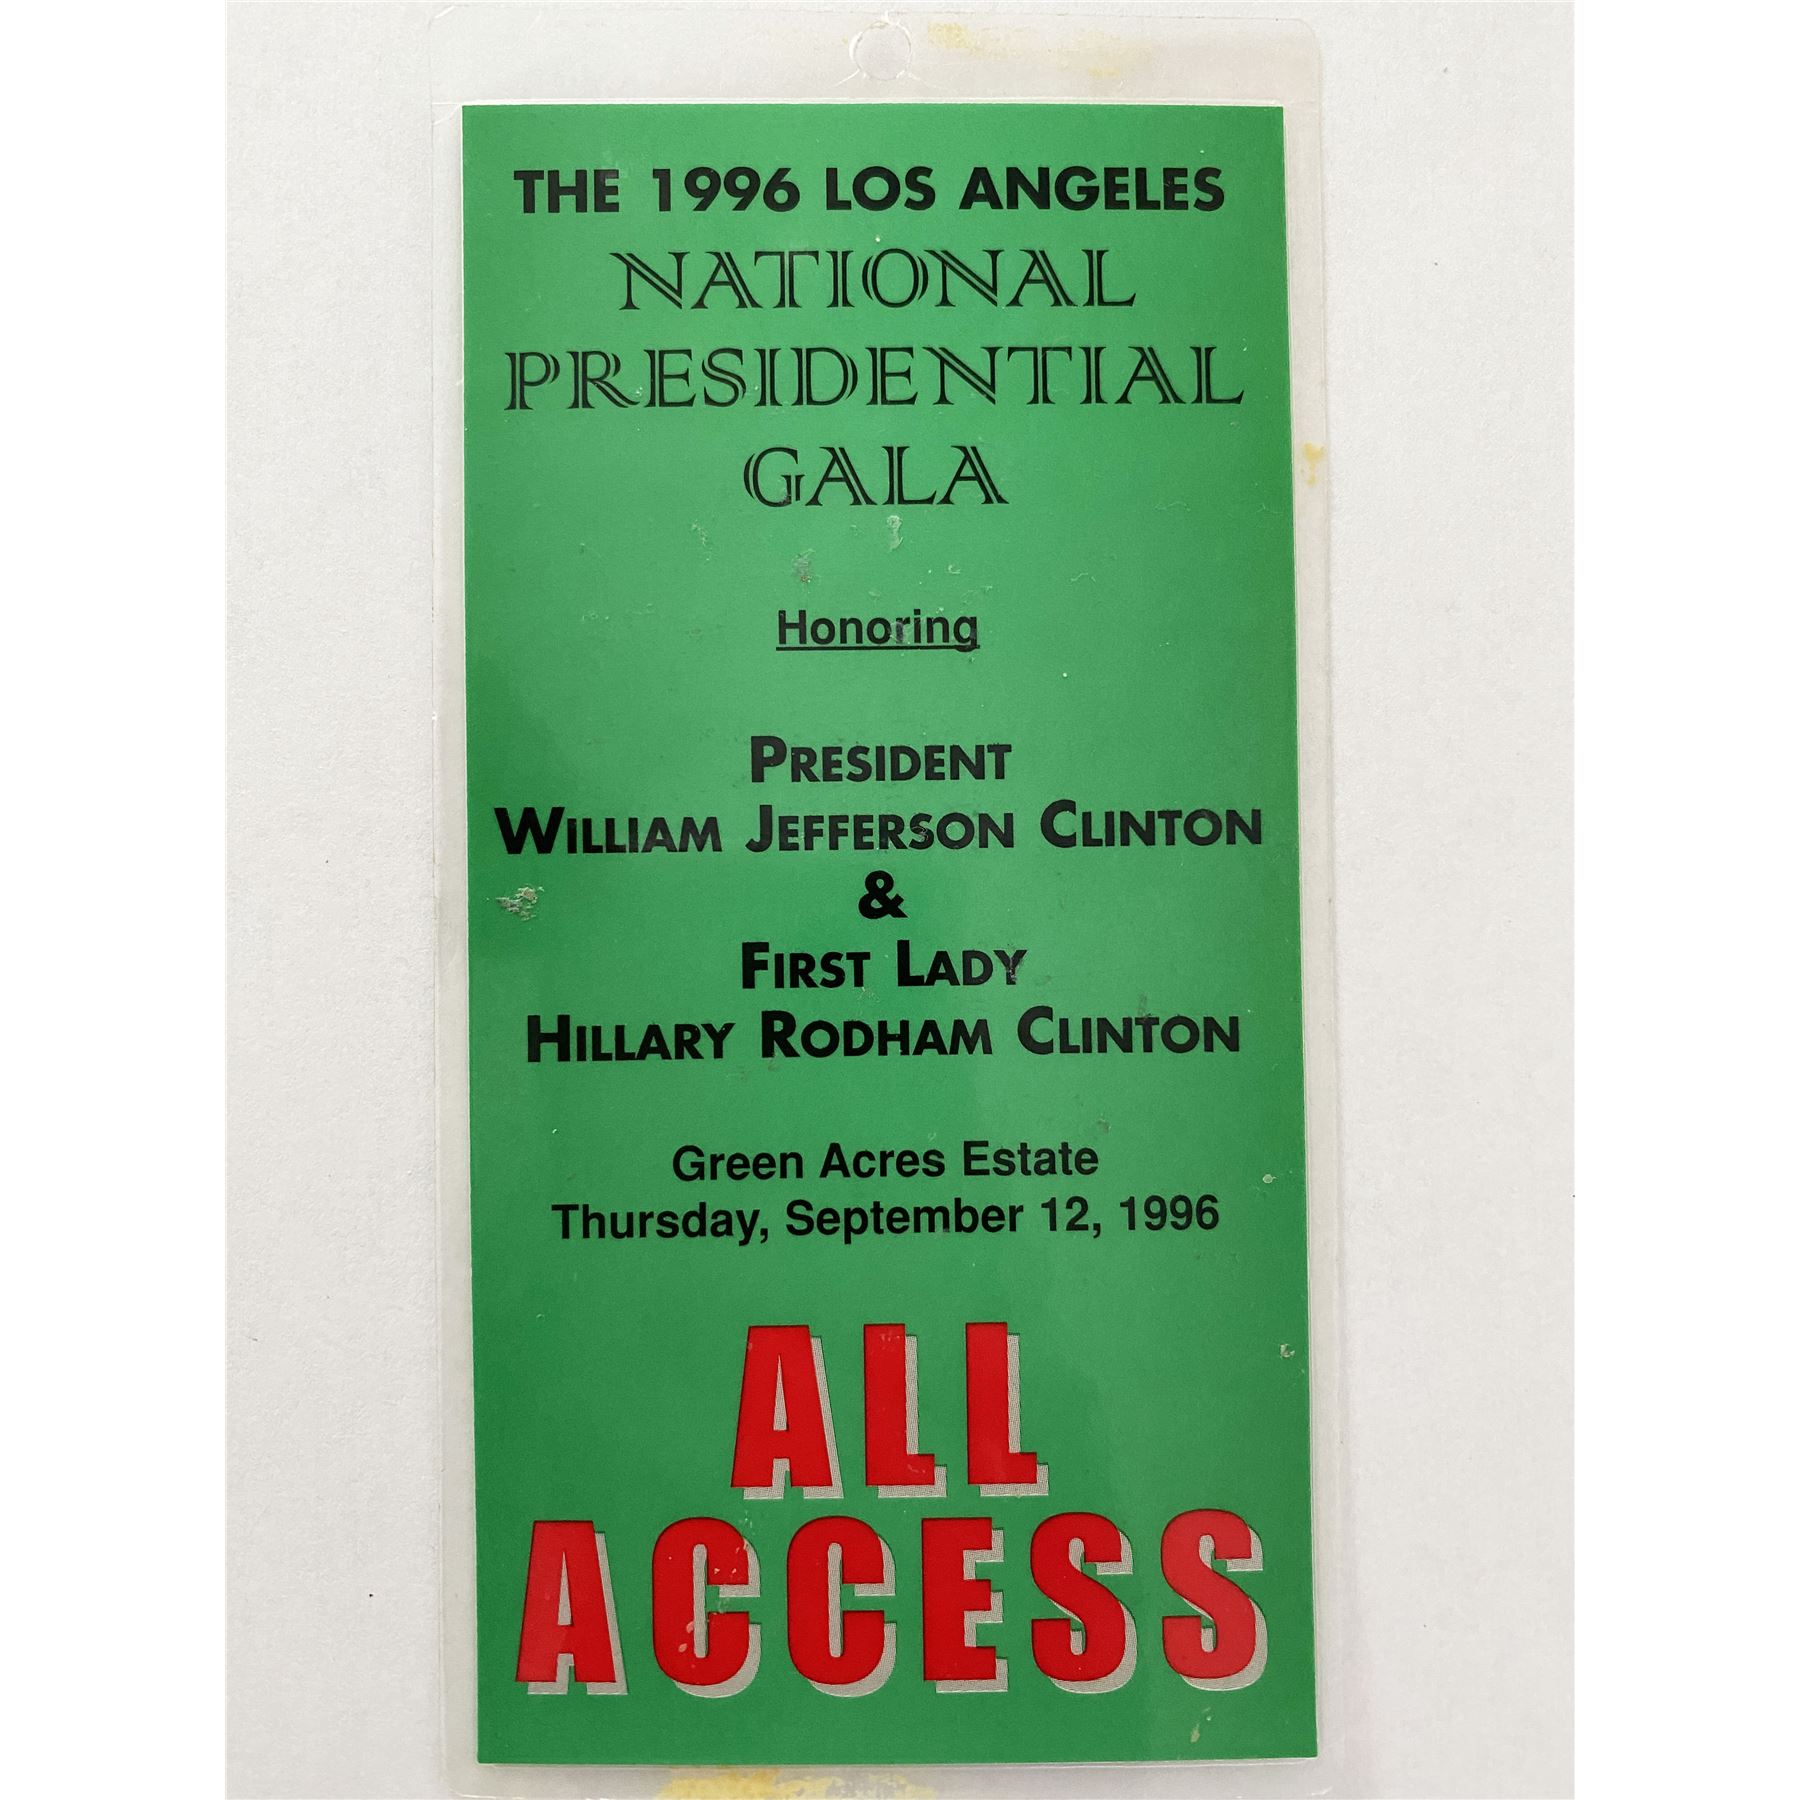 THE 1996 LOS ANGELES
NATIONAL
PRESIDENTIAL
GALA
Honoring
PRESIDENT
WILLIAM JEFFERSON CLINTON
&
FIRST LADY
HILLARY RODHAM CLINTON
Green Acres Estate
Thursday, September 12, 1996
ALL
ACCESS